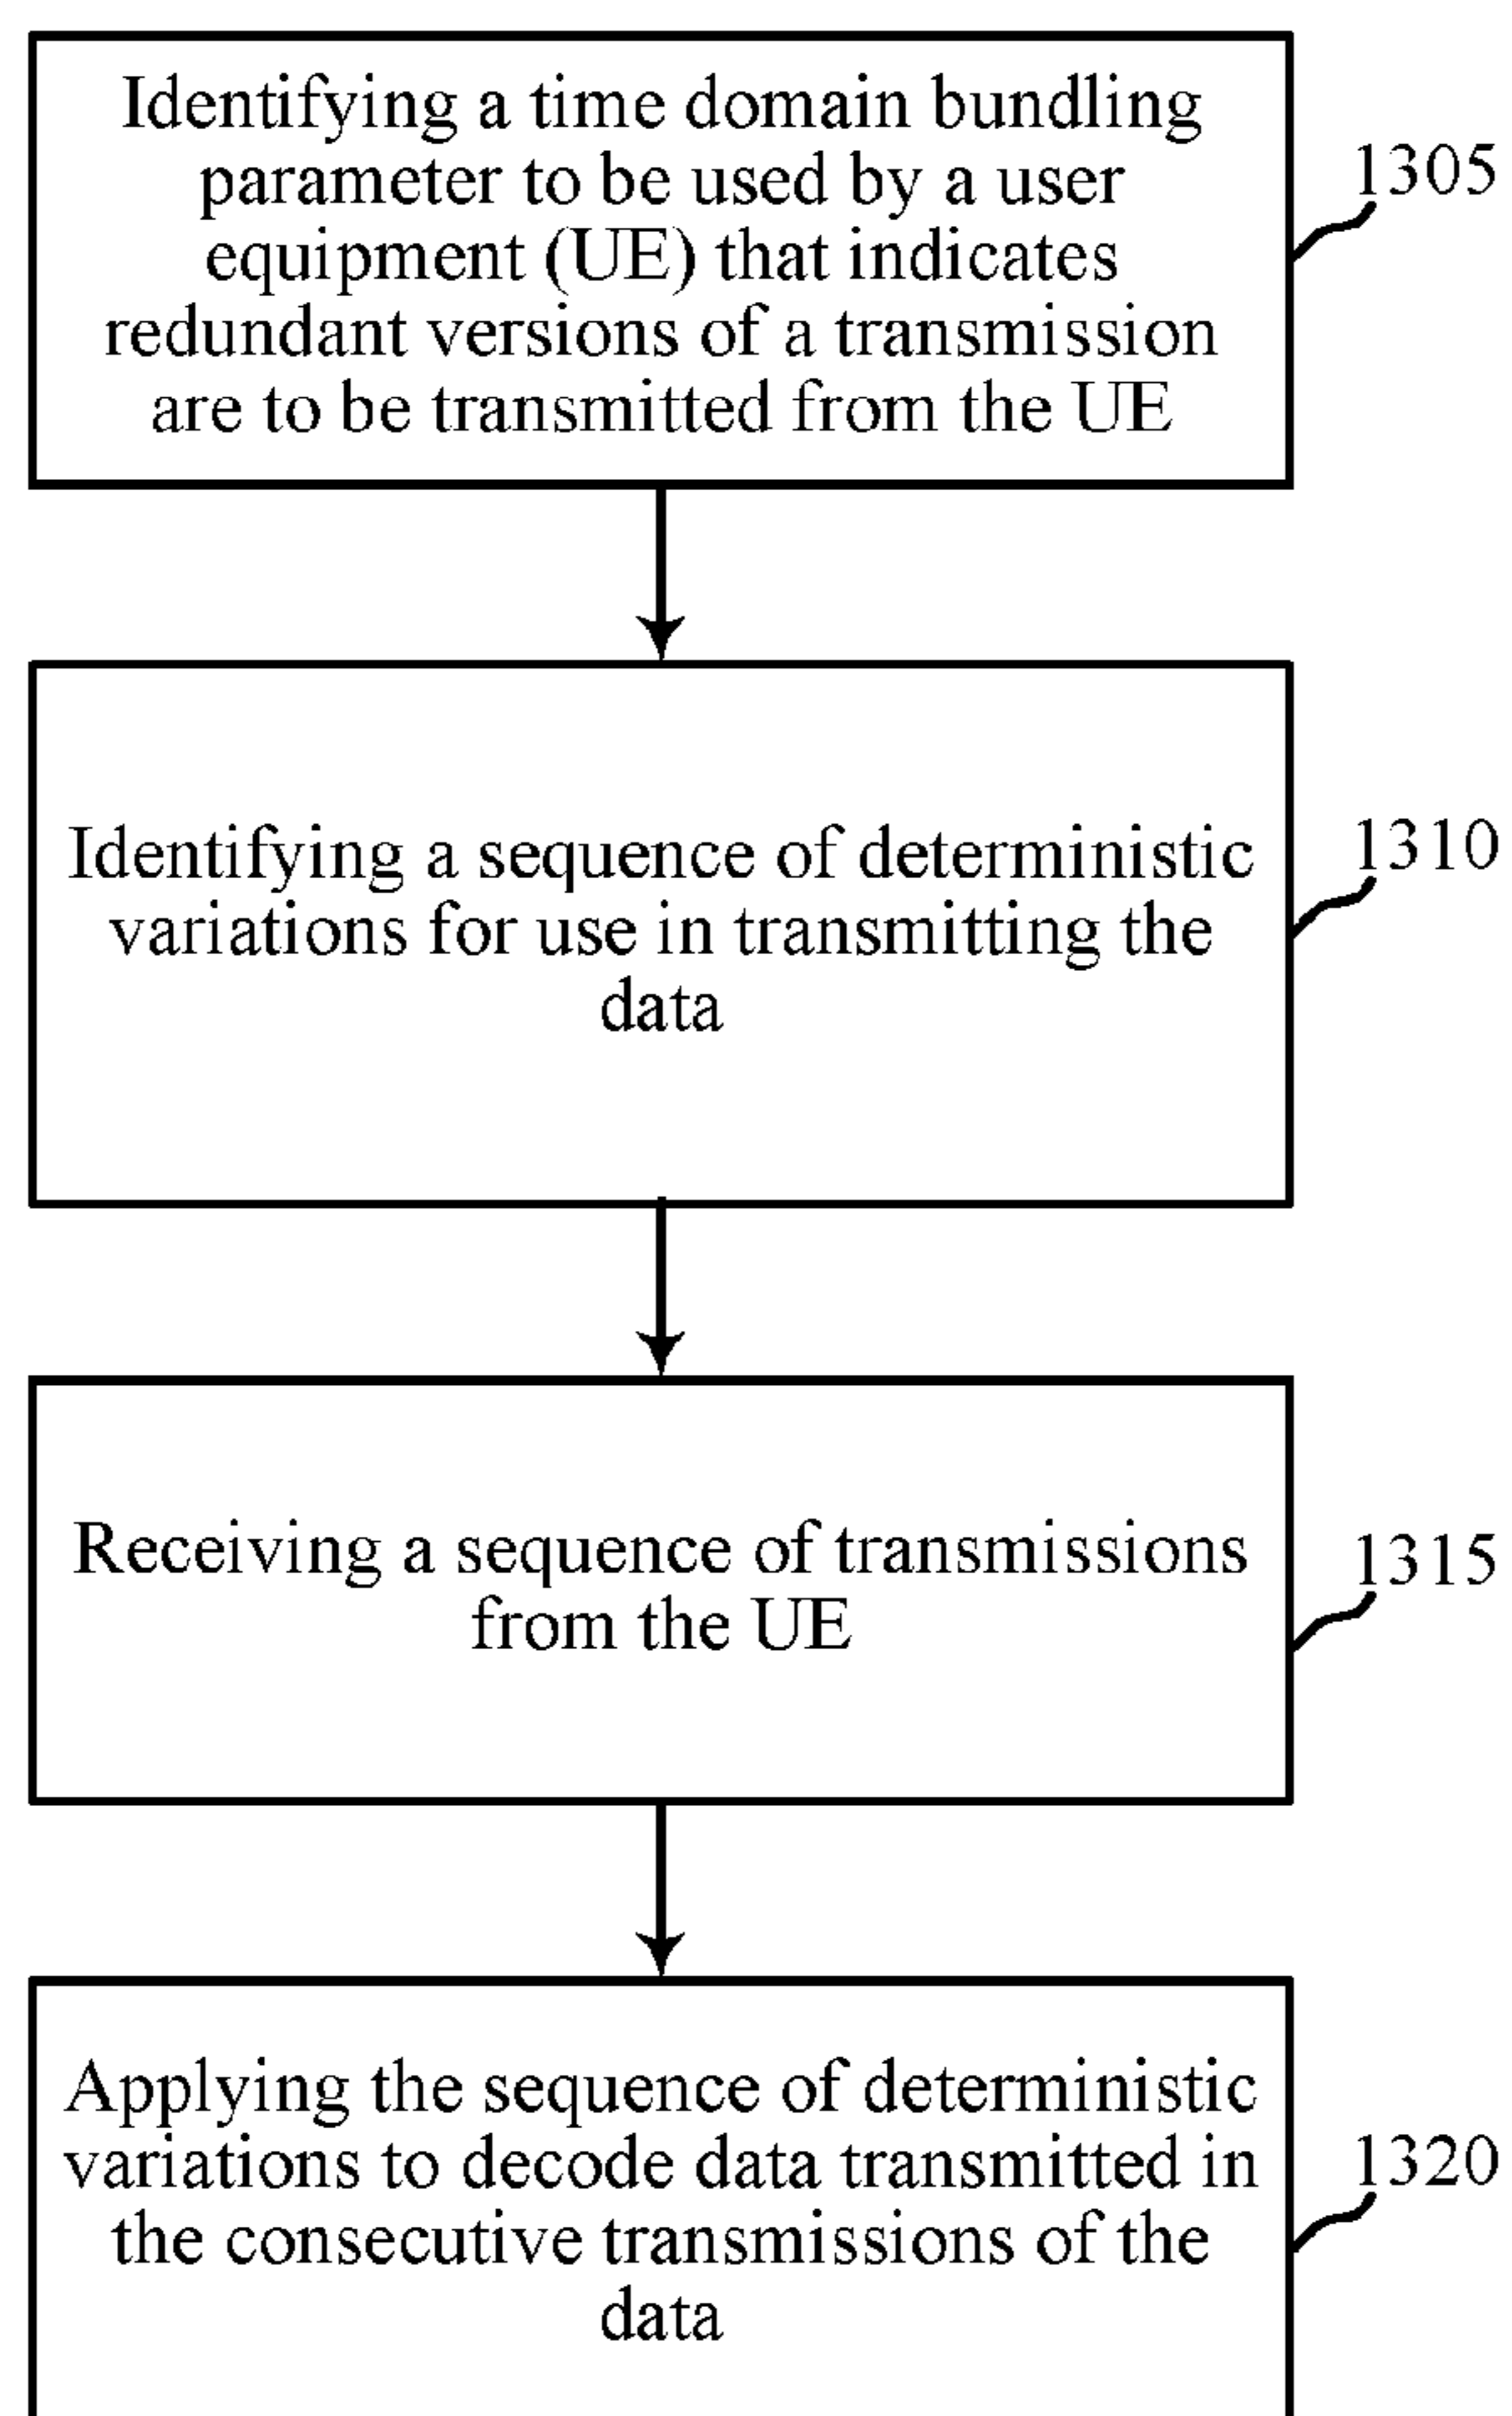 Identifying a time domain bundling
parameter to be used by a user
equipment (UE) that indicates
redundant versions of a transmission
are to be transmitted from the UE
1305
Identifying a sequence of deterministic
variations for use in transmitting the
data
1310
Receiving a sequence of transmissions
from the UE
1315
Applying the sequence of deterministic
variations to decode data transmitted in
the consecutive transmissions of the
data
1320